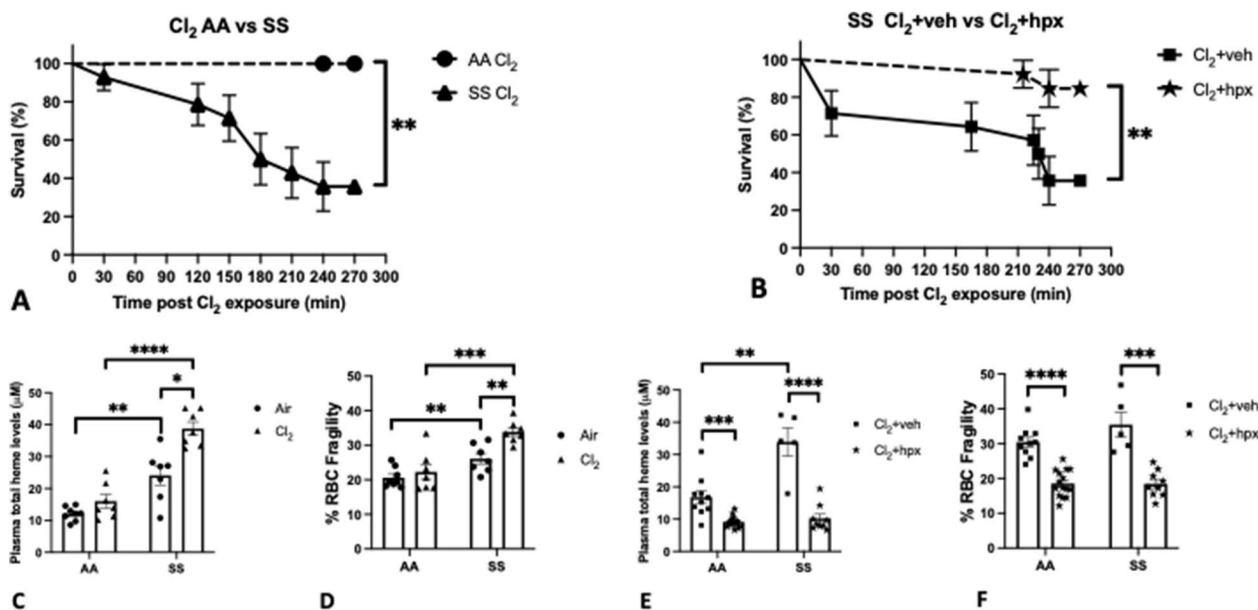 Cl₂ AA vs SS
Survival (%)
100
80
60
40
20
0
0 30 60 90 120 150 180 210 240 270 300
Time post Cl₂ exposure (min)
AA Cl₂
SS Cl₂
**
A
SS Cl₂+veh vs Cl₂+hpx
Survival (%)
100
80
60
40
20
0
0 30 60 90 120 150 180 210 240 270 300
Time post Cl₂ exposure (min)
Cl₂+veh
Cl₂+hpx
**
B
Plasma total heme levels (µM)
50
40
30
20
10
0
****
**
*
AA SS
Air
Cl₂
C
% RBC Fragility
50
40
30
20
10
0
***
**
**
AA SS
Air
Cl₂
D
Plasma total heme levels (µM)
50
40
30
20
10
0
**
***
****
AA SS
Cl₂+veh
Cl₂+hpx
E
% RBC Fragility
50
40
30
20
10
0
****
***
AA SS
Cl₂+veh
Cl₂+hpx
F